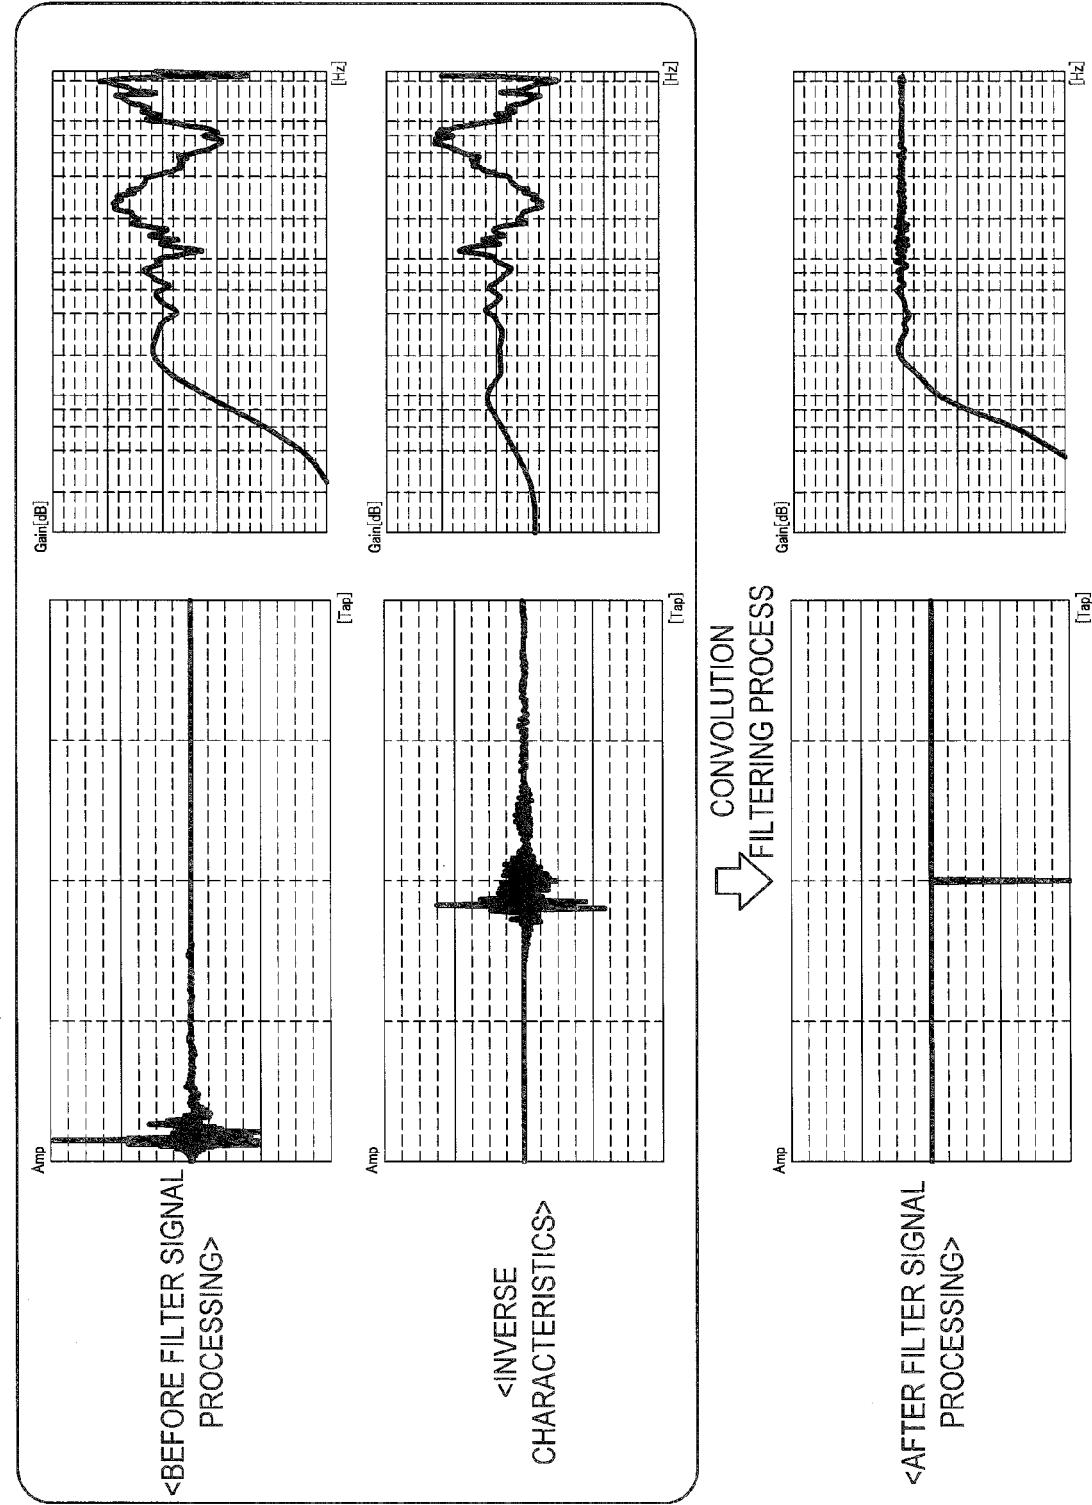 <BEFORE FILTER SIGNAL
PROCESSING>
Amp
[Tap]
Gain[dB]
[Hz]
<INVERSE
CHARACTERISTICS>
Amp
[Tap]
Gain[dB]
[Hz]
CONVOLUTION
FILTERING PROCESS
<AFTER FILTER SIGNAL
PROCESSING>
Amp
[Tap]
Gain[dB]
[Hz]